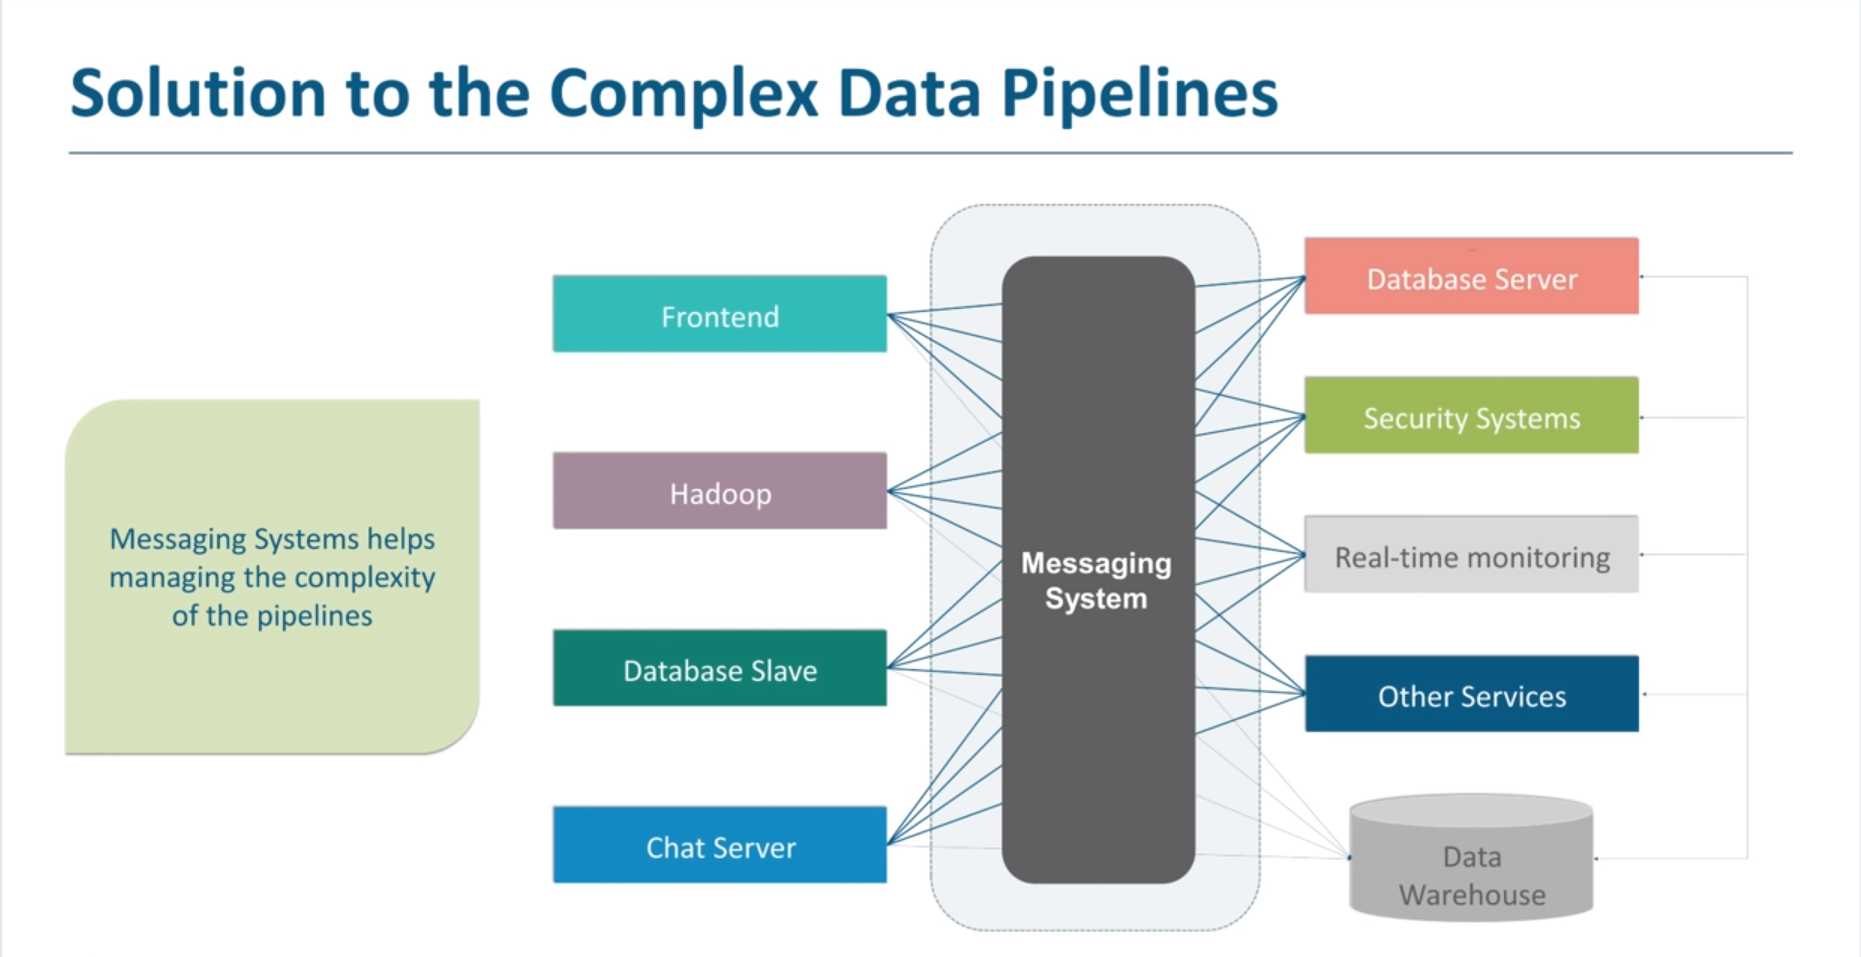 Solution to the Complex Data Pipelines
Messaging Systems helps
managing the complexity
of the pipelines
Frontend
Hadoop
Database Slave
Chat Server
Messaging
System
Database Server
Security Systems
Real-time monitoring
Other Services
Data
Warehouse